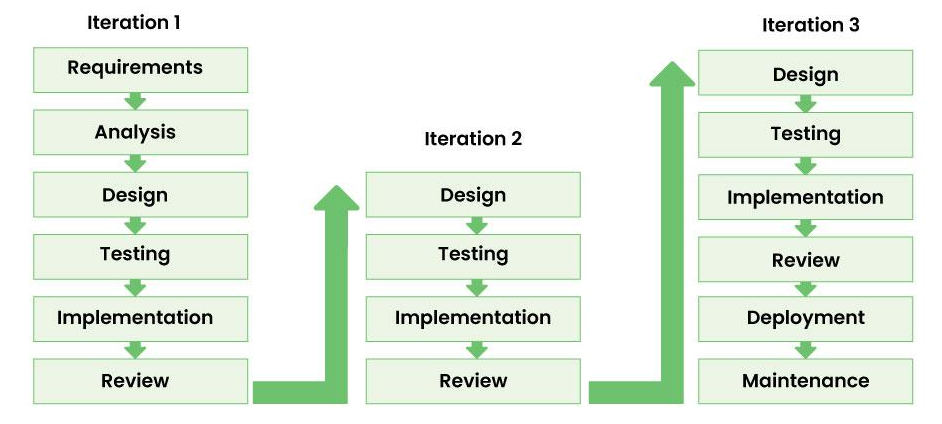 Iteration 1
Requirements
Analysis
Design
Testing
Implementation
Review
Iteration 2
Design
Testing
Implementation
Review
Iteration 3
Design
Testing
Implementation
Review
Deployment
Maintenance